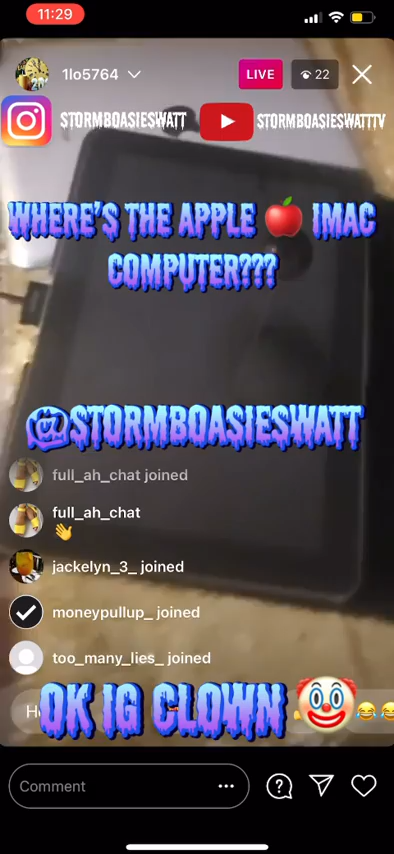 11:29
1lo5764
LIVE
22
STORMBOASIESWATT
STORMBOASIESWATTTV
WHERE'S THE APPLE 🍎 IMAC
COMPUTER???
@STORMBOASIESWATT
full_ah_chat joined
full_ah_chat
👋
jackelyn_3_ joined
moneypullup_ joined
too_many_lies_ joined
OK IG CLOWN 🤡
Comment